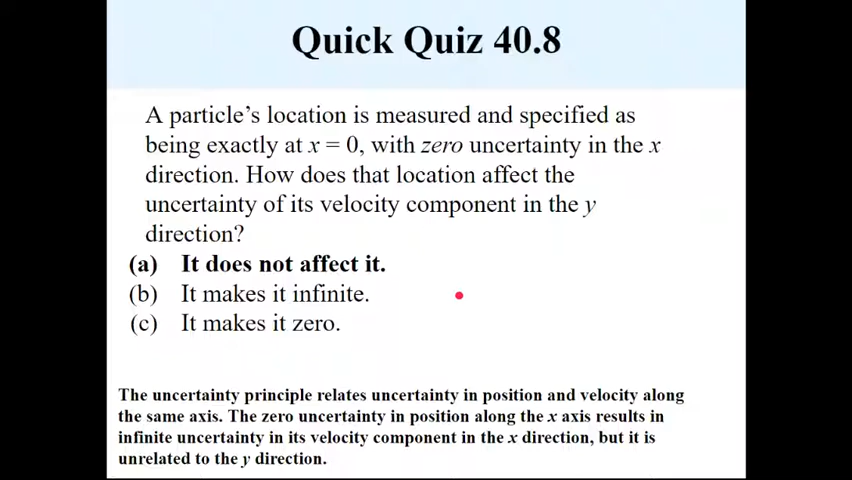 Quick Quiz 40.8
A particle’s location is measured and specified as
being exactly at x = 0, with zero uncertainty in the x
direction. How does that location affect the
uncertainty of its velocity component in the y
direction?
(a) It does not affect it.
(b) It makes it infinite.
(c) It makes it zero.
The uncertainty principle relates uncertainty in position and velocity along
the same axis. The zero uncertainty in position along the x axis results in
infinite uncertainty in its velocity component in the x direction, but it is
unrelated to the y direction.